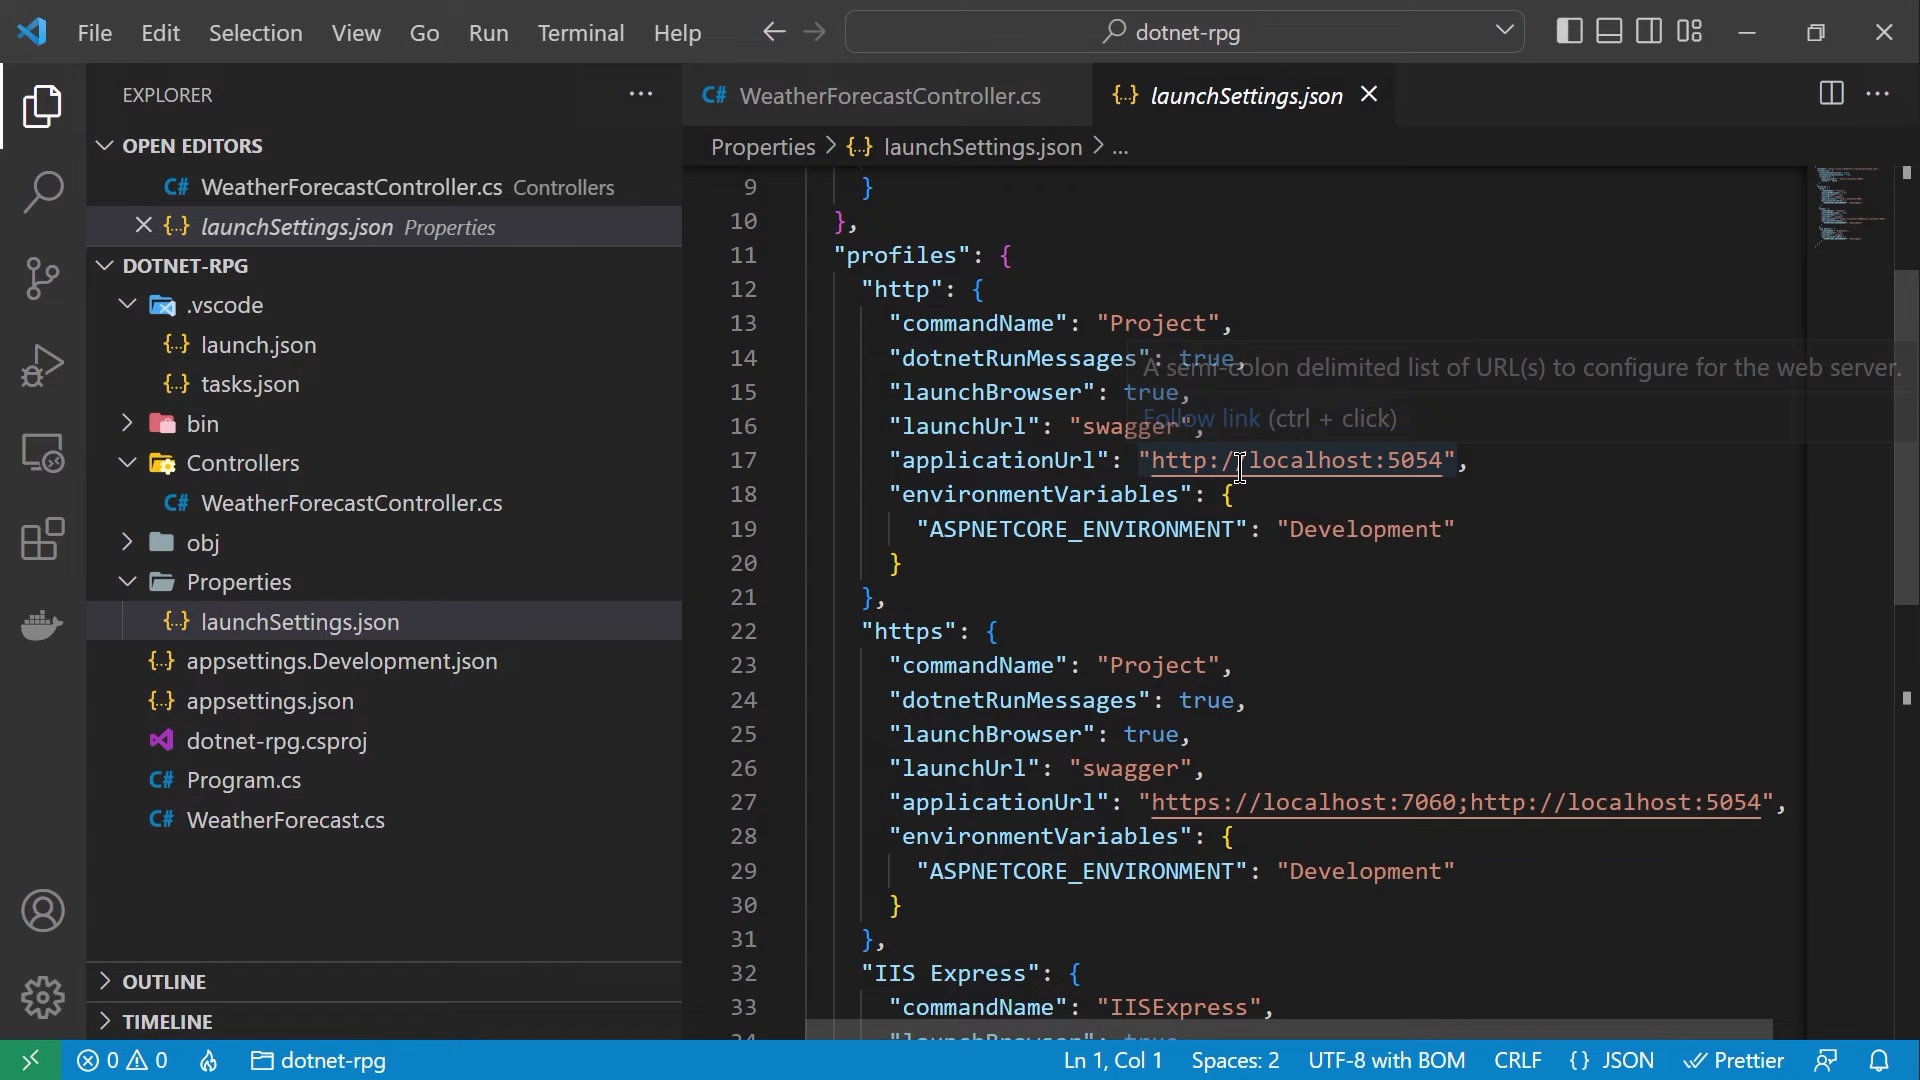 File Edit Selection View Go Run Terminal Help
dotnet-rpg
EXPLORER
OPEN EDITORS
C# WeatherForecastController.cs Controllers
{..} launchSettings.json Properties
DOTNET-RPG
.vscode
{..} launch.json
{..} tasks.json
bin
Controllers
C# WeatherForecastController.cs
obj
Properties
{..} launchSettings.json
{..} appsettings.Development.json
{..} appsettings.json
dotnet-rpg.csproj
C# Program.cs
C# WeatherForecast.cs
OUTLINE
TIMELINE
C# WeatherForecastController.cs
{..} launchSettings.json
Properties > {..} launchSettings.json > ...
9 }
10 },
11 "profiles": {
12 "http": {
13 "commandName": "Project",
14 "dotnetRunMessages": true,
A semi-colon delimited list of URL(s) to configure for the web server.
15 "launchBrowser": true,
Follow link (ctrl + click)
16 "launchUrl": "swagger",
17 "applicationUrl": "http://localhost:5054",
18 "environmentVariables": {
19 "ASPNETCORE_ENVIRONMENT": "Development"
20 }
21 },
22 "https": {
23 "commandName": "Project",
24 "dotnetRunMessages": true,
25 "launchBrowser": true,
26 "launchUrl": "swagger",
27 "applicationUrl": "https://localhost:7060;http://localhost:5054",
28 "environmentVariables": {
29 "ASPNETCORE_ENVIRONMENT": "Development"
30 }
31 },
32 "IIS Express": {
33 "commandName": "IISExpress",
0 0 dotnet-rpg Ln 1, Col 1 Spaces: 2 UTF-8 with BOM CRLF {} JSON Prettier